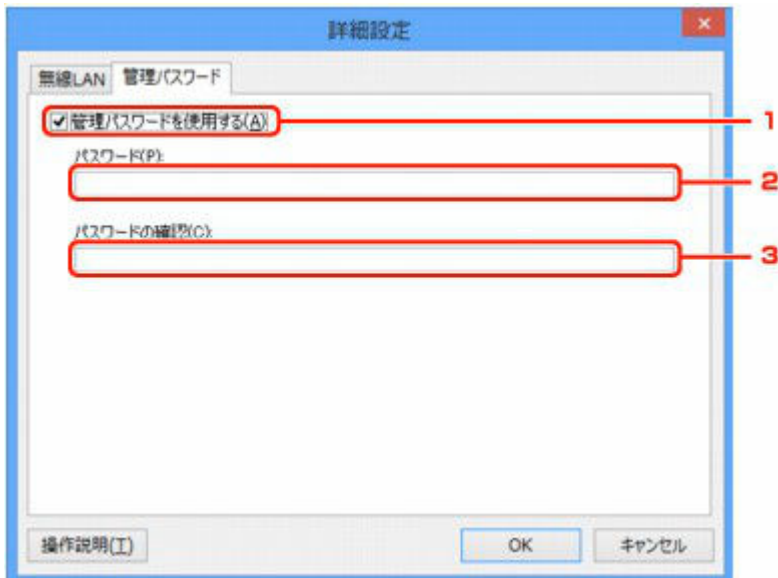 詳細設定
無線LAN 管理パスワード
管理パスワードを使用する(A) 1
パスワード(P):
2
パスワードの確認(C):
3
操作説明(T) OK キャンセル